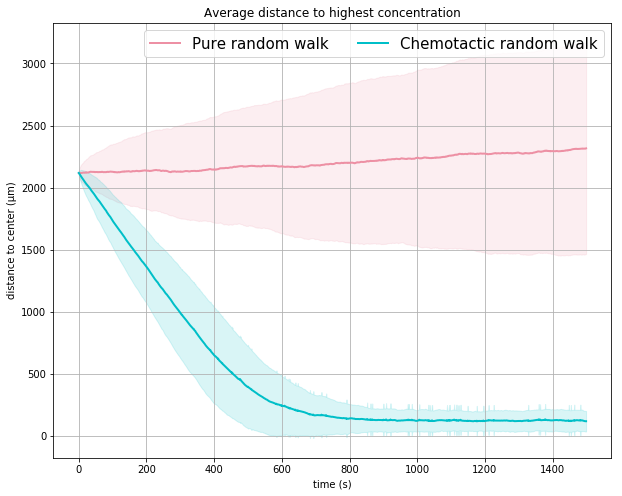 Average distance to highest concentration
Pure random walk
Chemotactic random walk
distance to center (μm)
3000
2500
2000
1500
1000
500
0
0 200 400 600 800 1000 1200 1400
time (s)